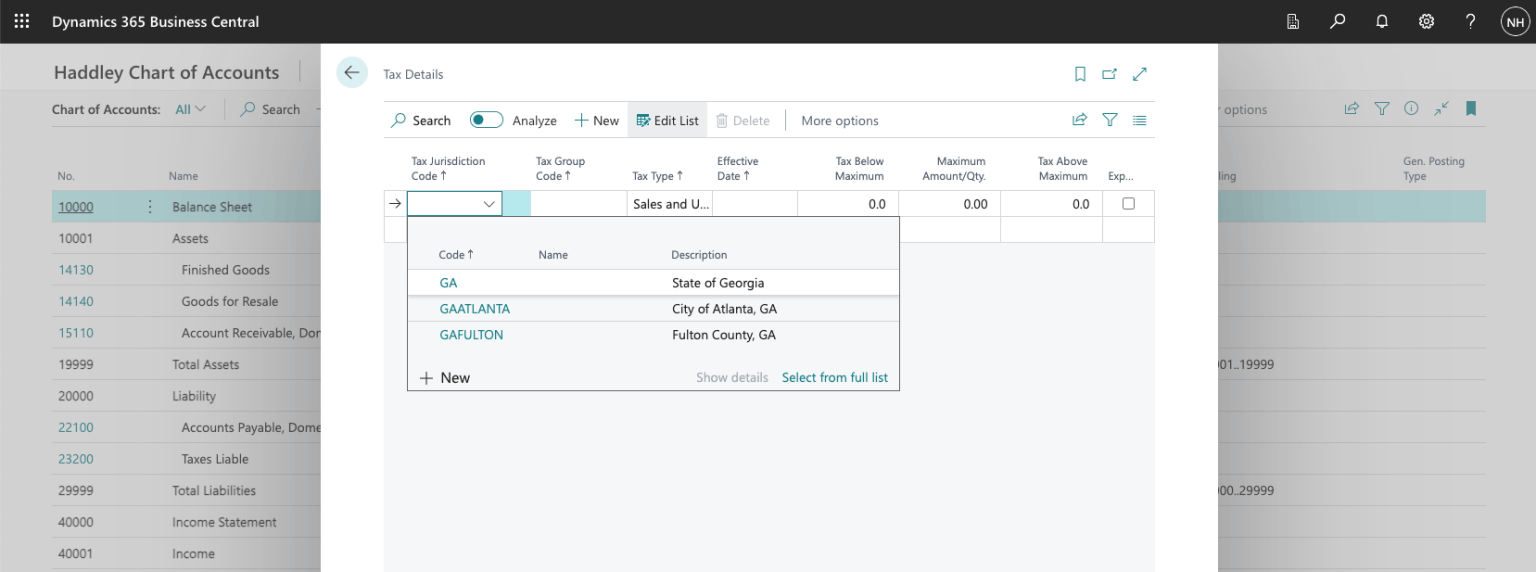 Dynamics 365 Business Central
NH
Haddley Chart of Accounts
Chart of Accounts: All Search
options
No. Name
Gen. Posting
Type
10000 Balance Sheet
10001 Assets
14130 Finished Goods
14140 Goods for Resale
15110 Account Receivable, Dom
19999 Total Assets
01..19999
20000 Liability
22100 Accounts Payable, Dome
23200 Taxes Liable
29999 Total Liabilities
00..29999
40000 Income Statement
40001 Income
Tax Details
Search Analyze New Edit List Delete More options
Tax Jurisdiction
Code ↑
Tax Group
Code ↑
Tax Type ↑
Effective
Date ↑
Tax Below
Maximum
Maximum
Amount/Qty.
Tax Above
Maximum
Exp...
Sales and U... 0.0 0.00 0.0
Code ↑ Name Description
GA State of Georgia
GAATLANTA City of Atlanta, GA
GAFULTON Fulton County, GA
New Show details Select from full list